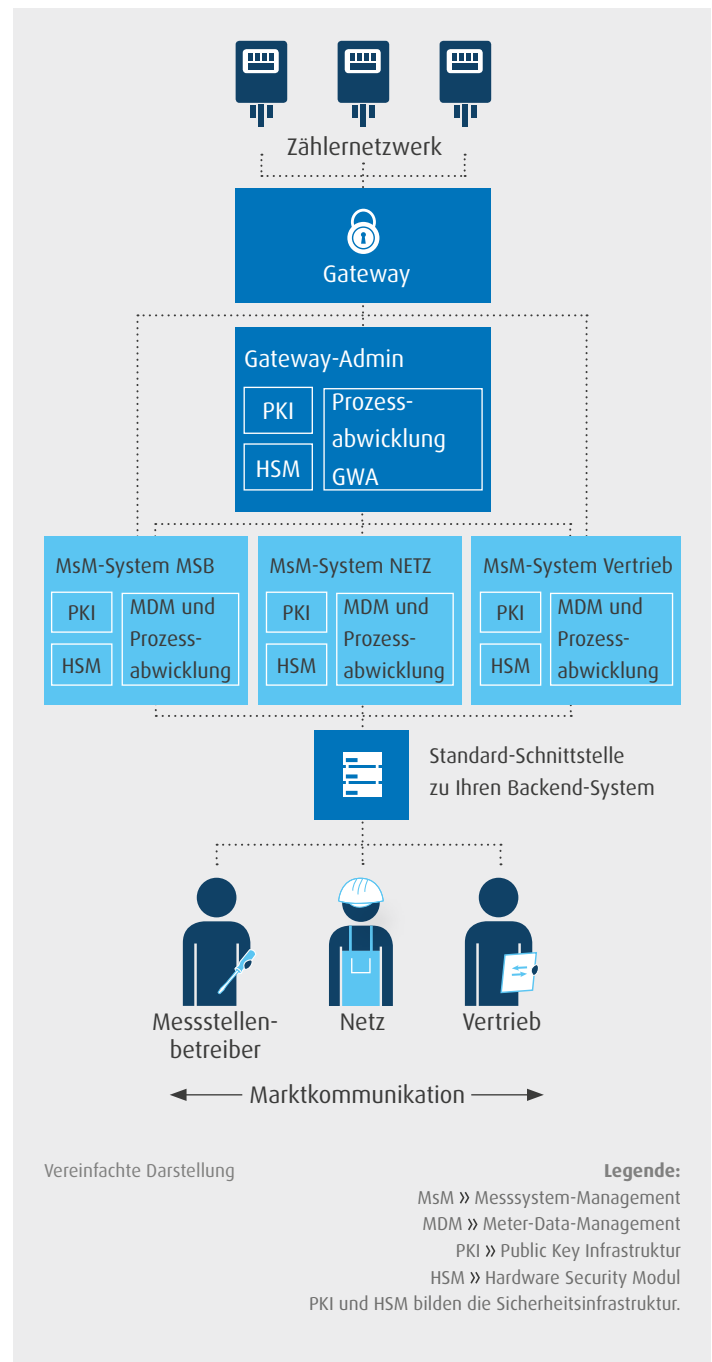 Zählernetzwerk
Gateway
Gateway-Admin
PKI
HSM
Prozess-
abwicklung
GWA
MsM-System MSB
PKI
HSM
MDM und
Prozess-
abwicklung
MsM-System NETZ
PKI
HSM
MDM und
Prozess-
abwicklung
MsM-System Vertrieb
PKI
HSM
MDM und
Prozess-
abwicklung
Standard-Schnittstelle
zu Ihren Backend-System
Messstellen-
betreiber
Netz
Vertrieb
Marktkommunikation
Vereinfachte Darstellung
Legende:
MsM » Messsystem-Management
MDM » Meter-Data-Management
PKI » Public Key Infrastruktur
HSM » Hardware Security Modul
PKI und HSM bilden die Sicherheitsinfrastruktur.